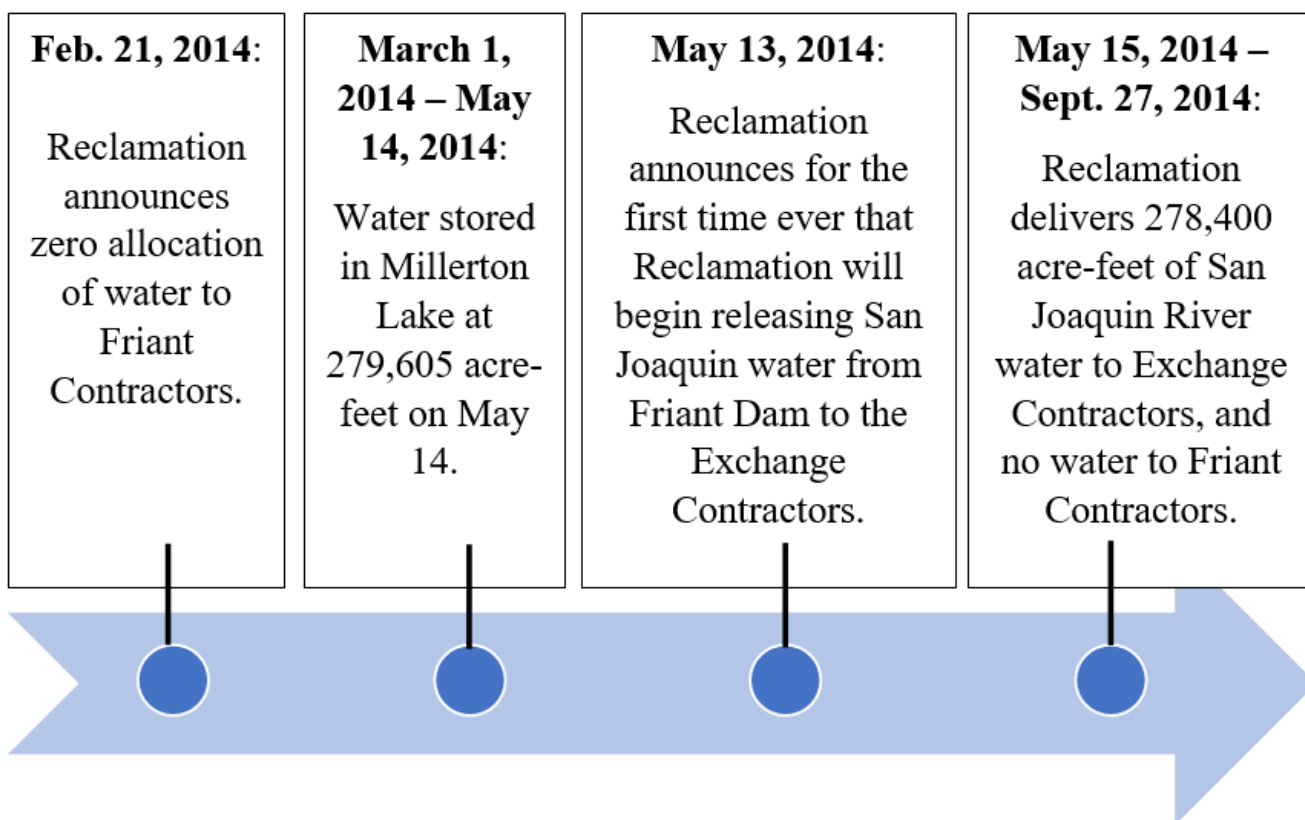 Feb. 21, 2014:
Reclamation
announces
zero allocation
of water to
Friant
Contractors.
March 1,
2014 – May
14, 2014:
Water stored
in Millerton
Lake at
279,605 acre-
feet on May
14.
May 13, 2014:
Reclamation
announces for the
first time ever that
Reclamation will
begin releasing San
Joaquin water from
Friant Dam to the
Exchange
Contractors.
May 15, 2014 –
Sept. 27, 2014:
Reclamation
delivers 278,400
acre-feet of San
Joaquin River
water to Exchange
Contractors, and
no water to Friant
Contractors.